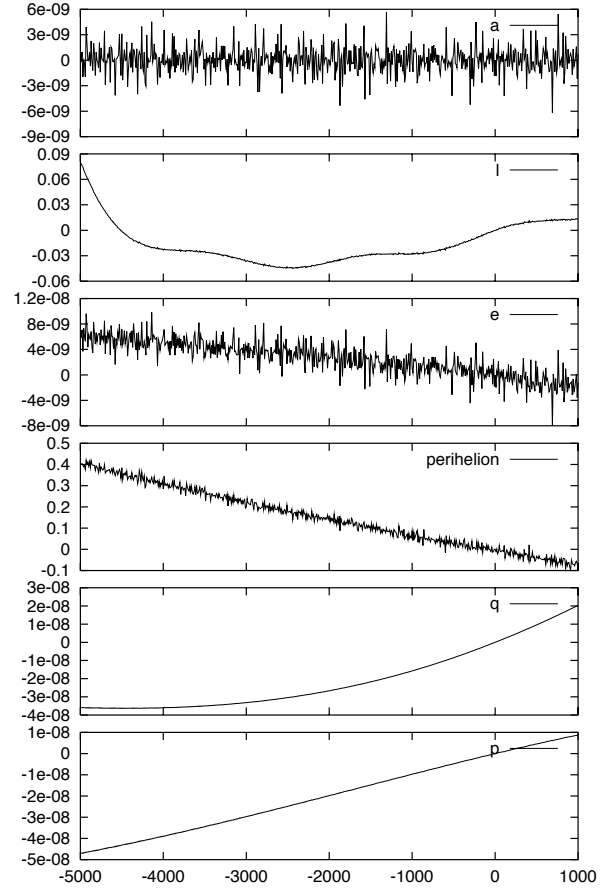 6e-09
3e-09
0
-3e-09
-6e-09
-9e-09
a
0.09
0.06
0.03
0
-0.03
-0.06
l
1.2e-08
8e-09
4e-09
0
-4e-09
-8e-09
e
0.5
0.4
0.3
0.2
0.1
0
-0.1
perihelion
3e-08
2e-08
1e-08
0
-1e-08
-2e-08
-3e-08
-4e-08
q
1e-08
0
-1e-08
-2e-08
-3e-08
-4e-08
-5e-08
p
-5000 -4000 -3000 -2000 -1000 0 1000